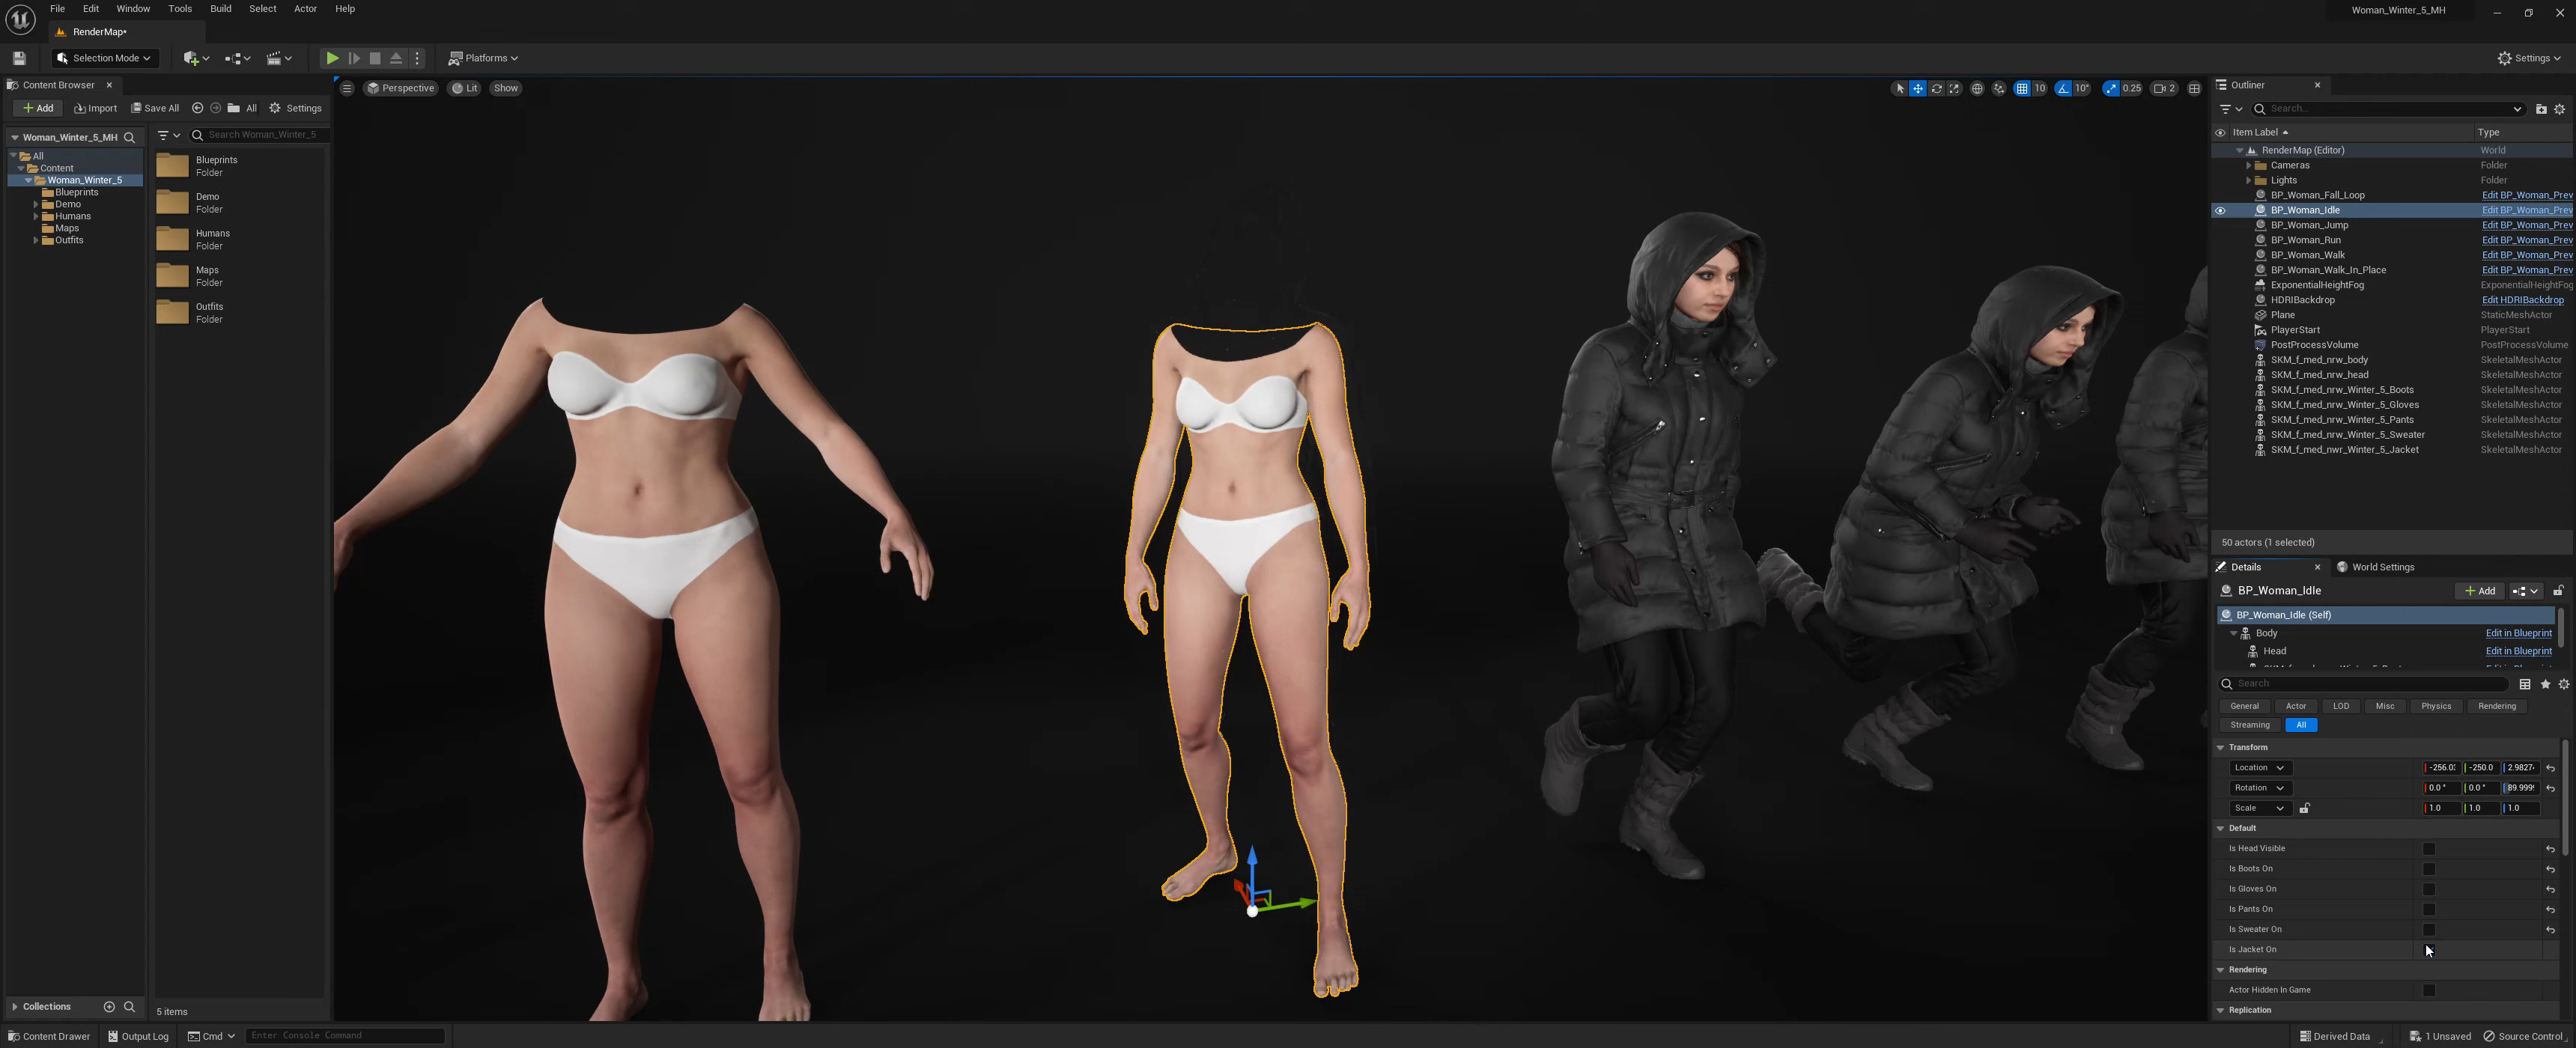 File Edit Window Tools Build Select Actor Help
Woman_Winter_5_MH
RenderMap•
Selection Mode
Platforms
Settings
Content Browser
Add Import Save All All Settings
Woman_Winter_5_MH
Search Woman_Winter_5
All
Content
Woman_Winter_5
Blueprints
Demo
Humans
Maps
Outfits
Blueprints
Folder
Demo
Folder
Humans
Folder
Maps
Folder
Outfits
Folder
Collections
5 items
Perspective Lit Show
10 10° 0.25 2
Outliner
Search...
Item Label Type
RenderMap (Editor) World
Cameras Folder
Lights Folder
BP_Woman_Fall_Loop Edit BP_Woman_Prev
BP_Woman_Idle Edit BP_Woman_Prev
BP_Woman_Jump Edit BP_Woman_Prev
BP_Woman_Run Edit BP_Woman_Prev
BP_Woman_Walk Edit BP_Woman_Prev
BP_Woman_Walk_In_Place Edit BP_Woman_Prev
ExponentialHeightFog ExponentialHeightFog
HDRIBackdrop Edit HDRIBackdrop
Plane StaticMeshActor
PlayerStart PlayerStart
PostProcessVolume PostProcessVolume
SKM_f_med_nrw_body SkeletalMeshActor
SKM_f_med_nrw_head SkeletalMeshActor
SKM_f_med_nrw_Winter_5_Boots SkeletalMeshActor
SKM_f_med_nrw_Winter_5_Gloves SkeletalMeshActor
SKM_f_med_nrw_Winter_5_Pants SkeletalMeshActor
SKM_f_med_nrw_Winter_5_Sweater SkeletalMeshActor
SKM_f_med_nwr_Winter_5_Jacket SkeletalMeshActor
50 actors (1 selected)
Details World Settings
BP_Woman_Idle Add
BP_Woman_Idle (Self)
Body Edit in Blueprint
Head Edit in Blueprint
Search
General Actor LOD Misc Physics Rendering
Streaming All
Transform
Location -256.0 -250.0 2.9827
Rotation 0.0 ° 0.0 ° 89.999
Scale 1.0 1.0 1.0
Default
Is Head Visible
Is Boots On
Is Gloves On
Is Pants On
Is Sweater On
Is Jacket On
Rendering
Actor Hidden In Game
Replication
Content Drawer Output Log Cmd Enter Console Command
Derived Data 1 Unsaved Source Control